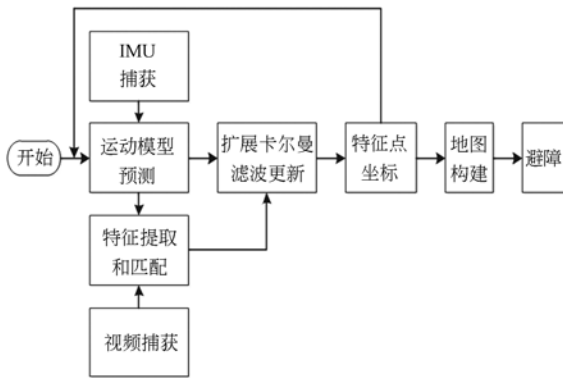 IMU
捕获
开始
运动模型
预测
扩展卡尔曼
滤波更新
特征点
坐标
地图
构建
避障
特征提取
和匹配
视频捕获